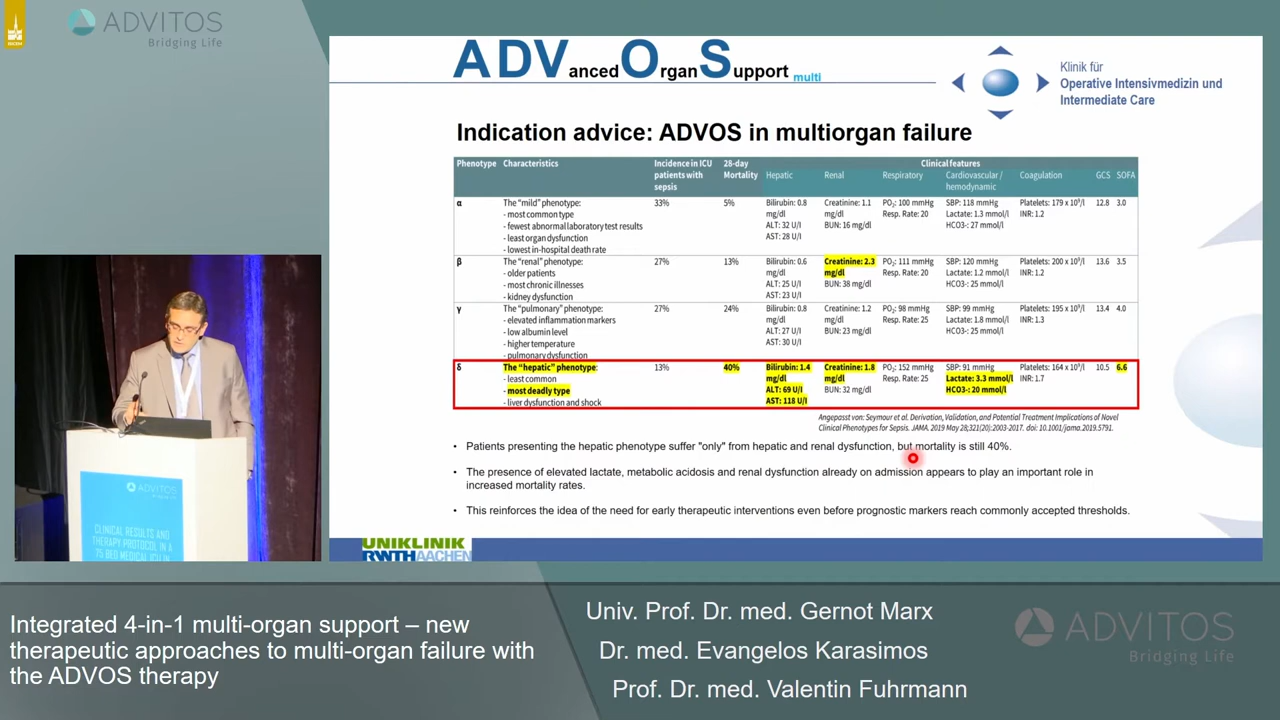 ADVITOS
Bridging Life
ADVanced Organ Support multi
Klinik für
Operative Intensivmedizin und
Intermediate Care
Indication advice: ADVOS in multiorgan failure
Phenotype Characteristics Incidence in ICU patients with sepsis 28-day Mortality Clinical features
Hepatic Renal Respiratory Cardiovascular / hemodynamic Coagulation GCS SOFA
α The "mild" phenotype: 33% 5% Bilirubin: 0.8 Creatinine: 1.1 PO₂: 100 mmHg SBP: 118 mmHg Platelets: 179 x 10⁹/l 12.8 3.0
- most common type mg/dl mg/dl Resp. Rate: 20 Lactate: 1.3 mmol/l INR: 1.2
- fewest abnormal laboratory test results ALT: 32 U/l BUN: 16 mg/dl HCO3-: 27 mmol/l
- least organ dysfunction AST: 28 U/l
- lowest in-hospital death rate
β The "renal" phenotype: 27% 13% Bilirubin: 0.6 Creatinine: 2.3 PO₂: 111 mmHg SBP: 120 mmHg Platelets: 200 x 10⁹/l 13.6 3.5
- older patients mg/dl mg/dl Resp. Rate: 20 Lactate: 1.2 mmol/l INR: 1.2
- most chronic illnesses ALT: 25 U/l BUN: 38 mg/dl HCO3-: 25 mmol/l
- kidney dysfunction AST: 23 U/l
γ The "pulmonary" phenotype: 27% 24% Bilirubin: 0.8 Creatinine: 1.2 PO₂: 98 mmHg SBP: 99 mmHg Platelets: 195 x 10⁹/l 13.4 4.0
- elevated inflammation markers mg/dl mg/dl Resp. Rate: 25 Lactate: 1.8 mmol/l INR: 1.3
- low albumin level ALT: 27 U/l BUN: 23 mg/dl HCO3-: 25 mmol/l
- higher temperature AST: 30 U/l
- pulmonary dysfunction
δ The "hepatic" phenotype: 13% 40% Bilirubin: 1.4 Creatinine: 1.8 PO₂: 152 mmHg SBP: 91 mmHg Platelets: 164 x 10⁹/l 10.5 6.6
- least common mg/dl mg/dl Resp. Rate: 25 Lactate: 3.3 mmol/l INR: 1.7
- most deadly type ALT: 69 U/l BUN: 32 mg/dl HCO3-: 20 mmol/l
- liver dysfunction and shock AST: 118 U/l
Angepasst von: Seymour et al. Derivation, Validation, and Potential Treatment Implications of Novel
Clinical Phenotypes for Sepsis. JAMA. 2019 May 28;321(20):2003-2017. doi: 10.1001/jama.2019.5791.
• Patients presenting the hepatic phenotype suffer "only" from hepatic and renal dysfunction, but mortality is still 40%.
• The presence of elevated lactate, metabolic acidosis and renal dysfunction already on admission appears to play an important role in
increased mortality rates.
• This reinforces the idea of the need for early therapeutic interventions even before prognostic markers reach commonly accepted thresholds.
UNIKLINIK
RWTHAACHEN
ADVITOS
CLINICAL RESULTS AND
THERAPY PROTOCOL IN A
75 BED MEDICAL ICU IN
Integrated 4-in-1 multi-organ support – new
therapeutic approaches to multi-organ failure with
the ADVOS therapy
Univ. Prof. Dr. med. Gernot Marx
Dr. med. Evangelos Karasimos
Prof. Dr. med. Valentin Fuhrmann
ADVITOS
Bridging Life